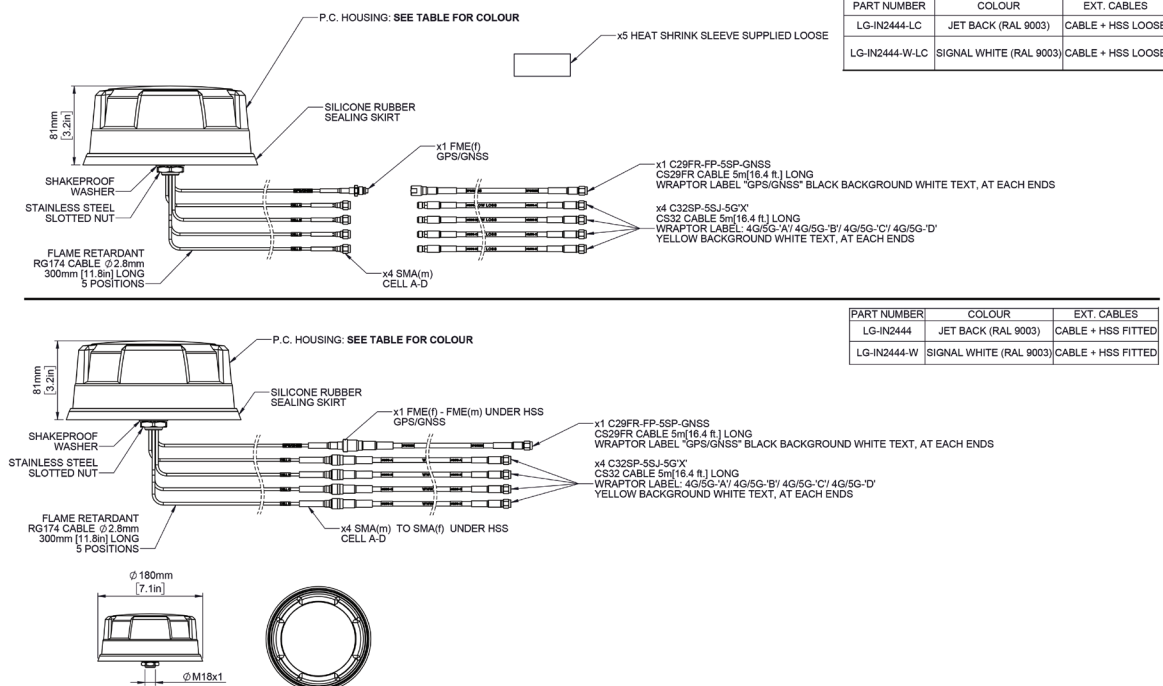 PART NUMBER COLOUR EXT. CABLES
LG-IN2444-LC JET BACK (RAL 9003) CABLE + HSS LOOSE
LG-IN2444-W-LC SIGNAL WHITE (RAL 9003) CABLE + HSS LOOSE
P.C. HOUSING: SEE TABLE FOR COLOUR
x5 HEAT SHRINK SLEEVE SUPPLIED LOOSE
81mm
[3.2in]
SILICONE RUBBER
SEALING SKIRT
x1 FME(f)
GPS/GNSS
SHAKEPROOF
WASHER
STAINLESS STEEL
SLOTTED NUT
x1 C29FR-FP-5SP-GNSS
CS29FR CABLE 5m[16.4 ft.] LONG
WRAPTOR LABEL "GPS/GNSS" BLACK BACKGROUND WHITE TEXT, AT EACH ENDS
x4 C32SP-5SJ-5G'X'
CS32 CABLE 5m[16.4 ft.] LONG
WRAPTOR LABEL: 4G/5G-'A'/ 4G/5G-'B'/ 4G/5G-'C'/ 4G/5G-'D'
YELLOW BACKGROUND WHITE TEXT, AT EACH ENDS
FLAME RETARDANT
RG174 CABLE ∅2.8mm
300mm [11.8in] LONG
5 POSITIONS
x4 SMA(m)
CELL A-D
PART NUMBER COLOUR EXT. CABLES
LG-IN2444 JET BACK (RAL 9003) CABLE + HSS FITTED
LG-IN2444-W SIGNAL WHITE (RAL 9003) CABLE + HSS FITTED
P.C. HOUSING: SEE TABLE FOR COLOUR
81mm
[3.2in]
SILICONE RUBBER
SEALING SKIRT
x1 FME(f) - FME(m) UNDER HSS
GPS/GNSS
SHAKEPROOF
WASHER
STAINLESS STEEL
SLOTTED NUT
x1 C29FR-FP-5SP-GNSS
CS29FR CABLE 5m[16.4 ft.] LONG
WRAPTOR LABEL "GPS/GNSS" BLACK BACKGROUND WHITE TEXT, AT EACH ENDS
x4 C32SP-5SJ-5G'X'
CS32 CABLE 5m[16.4 ft.] LONG
WRAPTOR LABEL: 4G/5G-'A'/ 4G/5G-'B'/ 4G/5G-'C'/ 4G/5G-'D'
YELLOW BACKGROUND WHITE TEXT, AT EACH ENDS
FLAME RETARDANT
RG174 CABLE ∅2.8mm
300mm [11.8in] LONG
5 POSITIONS
x4 SMA(m) TO SMA(f) UNDER HSS
CELL A-D
∅180mm
[7.1in]
∅M18x1